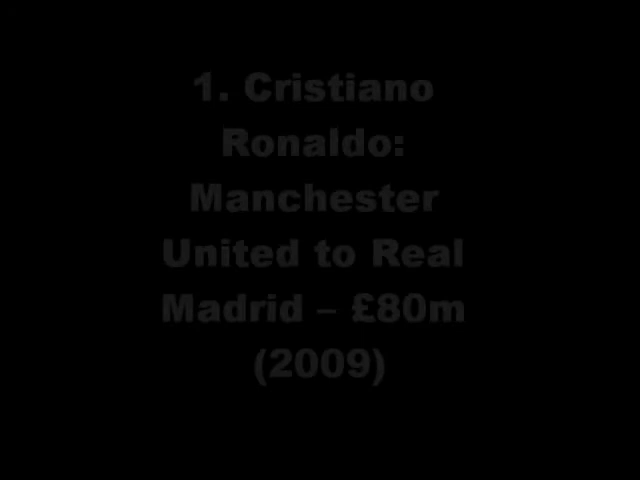 1. Cristiano
Ronaldo:
Manchester
United to Real
Madrid – £80m
(2009)